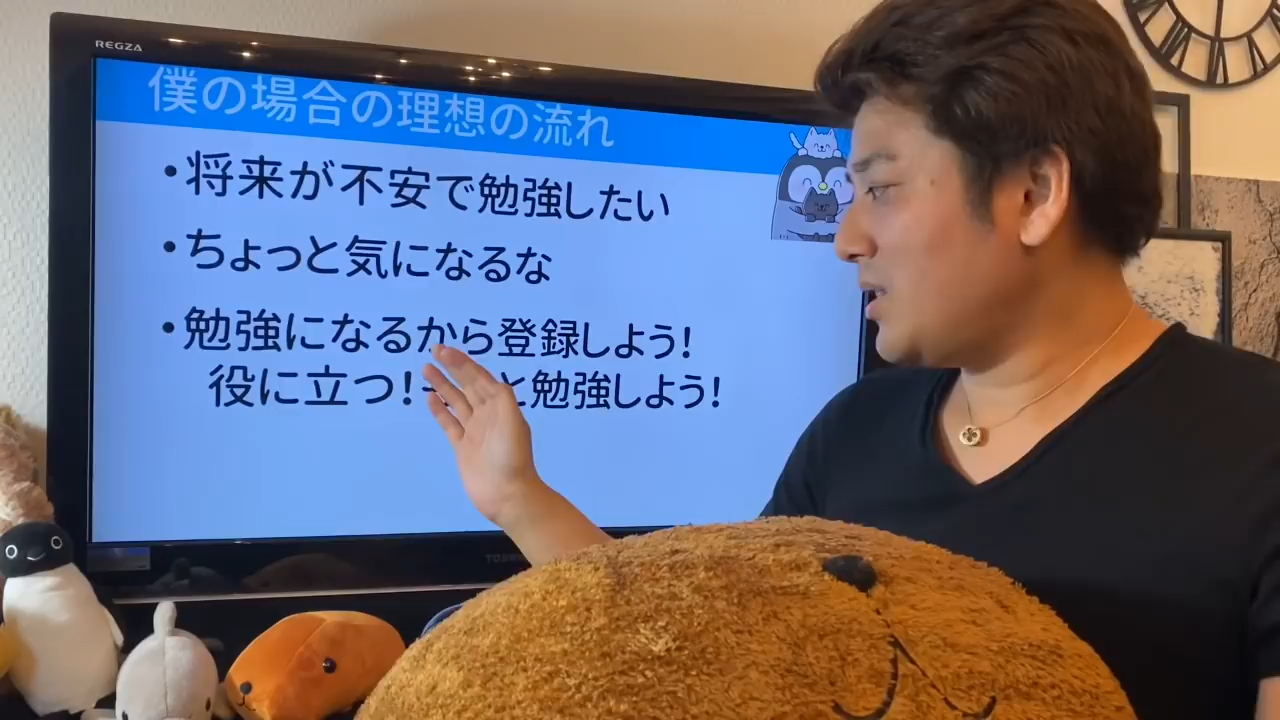 REGZA
僕の場合の理想の流れ
・将来が不安で勉強したい
・ちょっと気になるな
・勉強になるから登録しよう!
役に立つ! と勉強しよう!